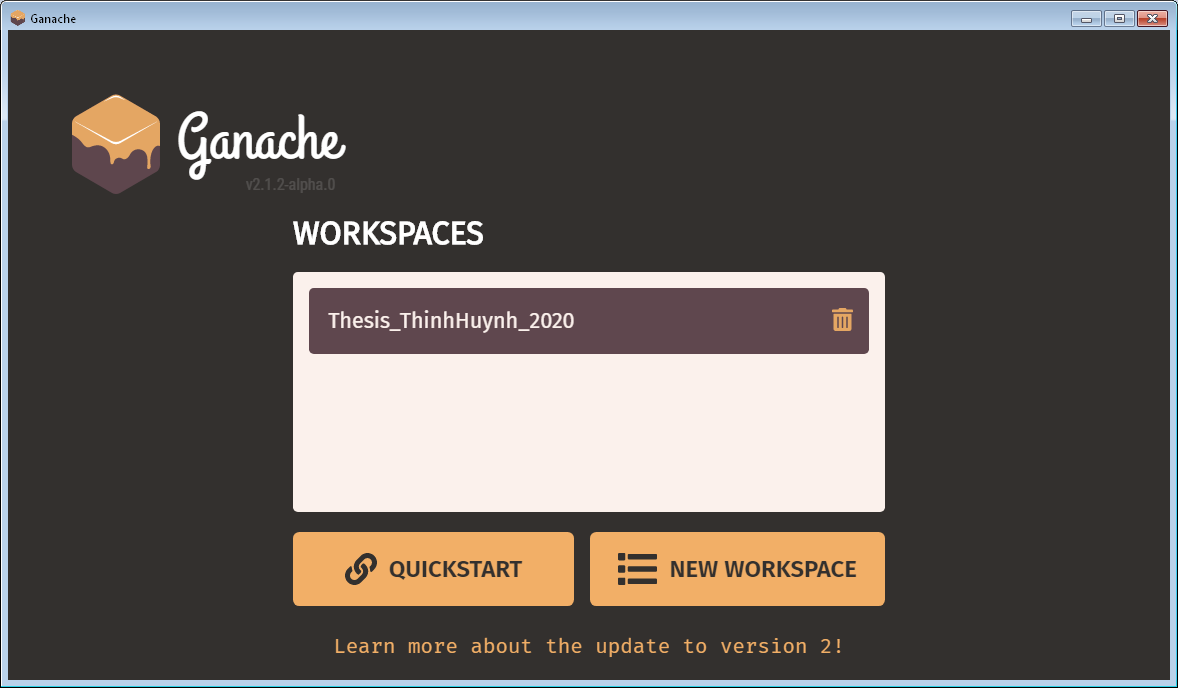 Ganache
Ganache
v2.1.2-alpha.0
WORKSPACES
Thesis_ThinhHuynh_2020
QUICKSTART
NEW WORKSPACE
Learn more about the update to version 2!